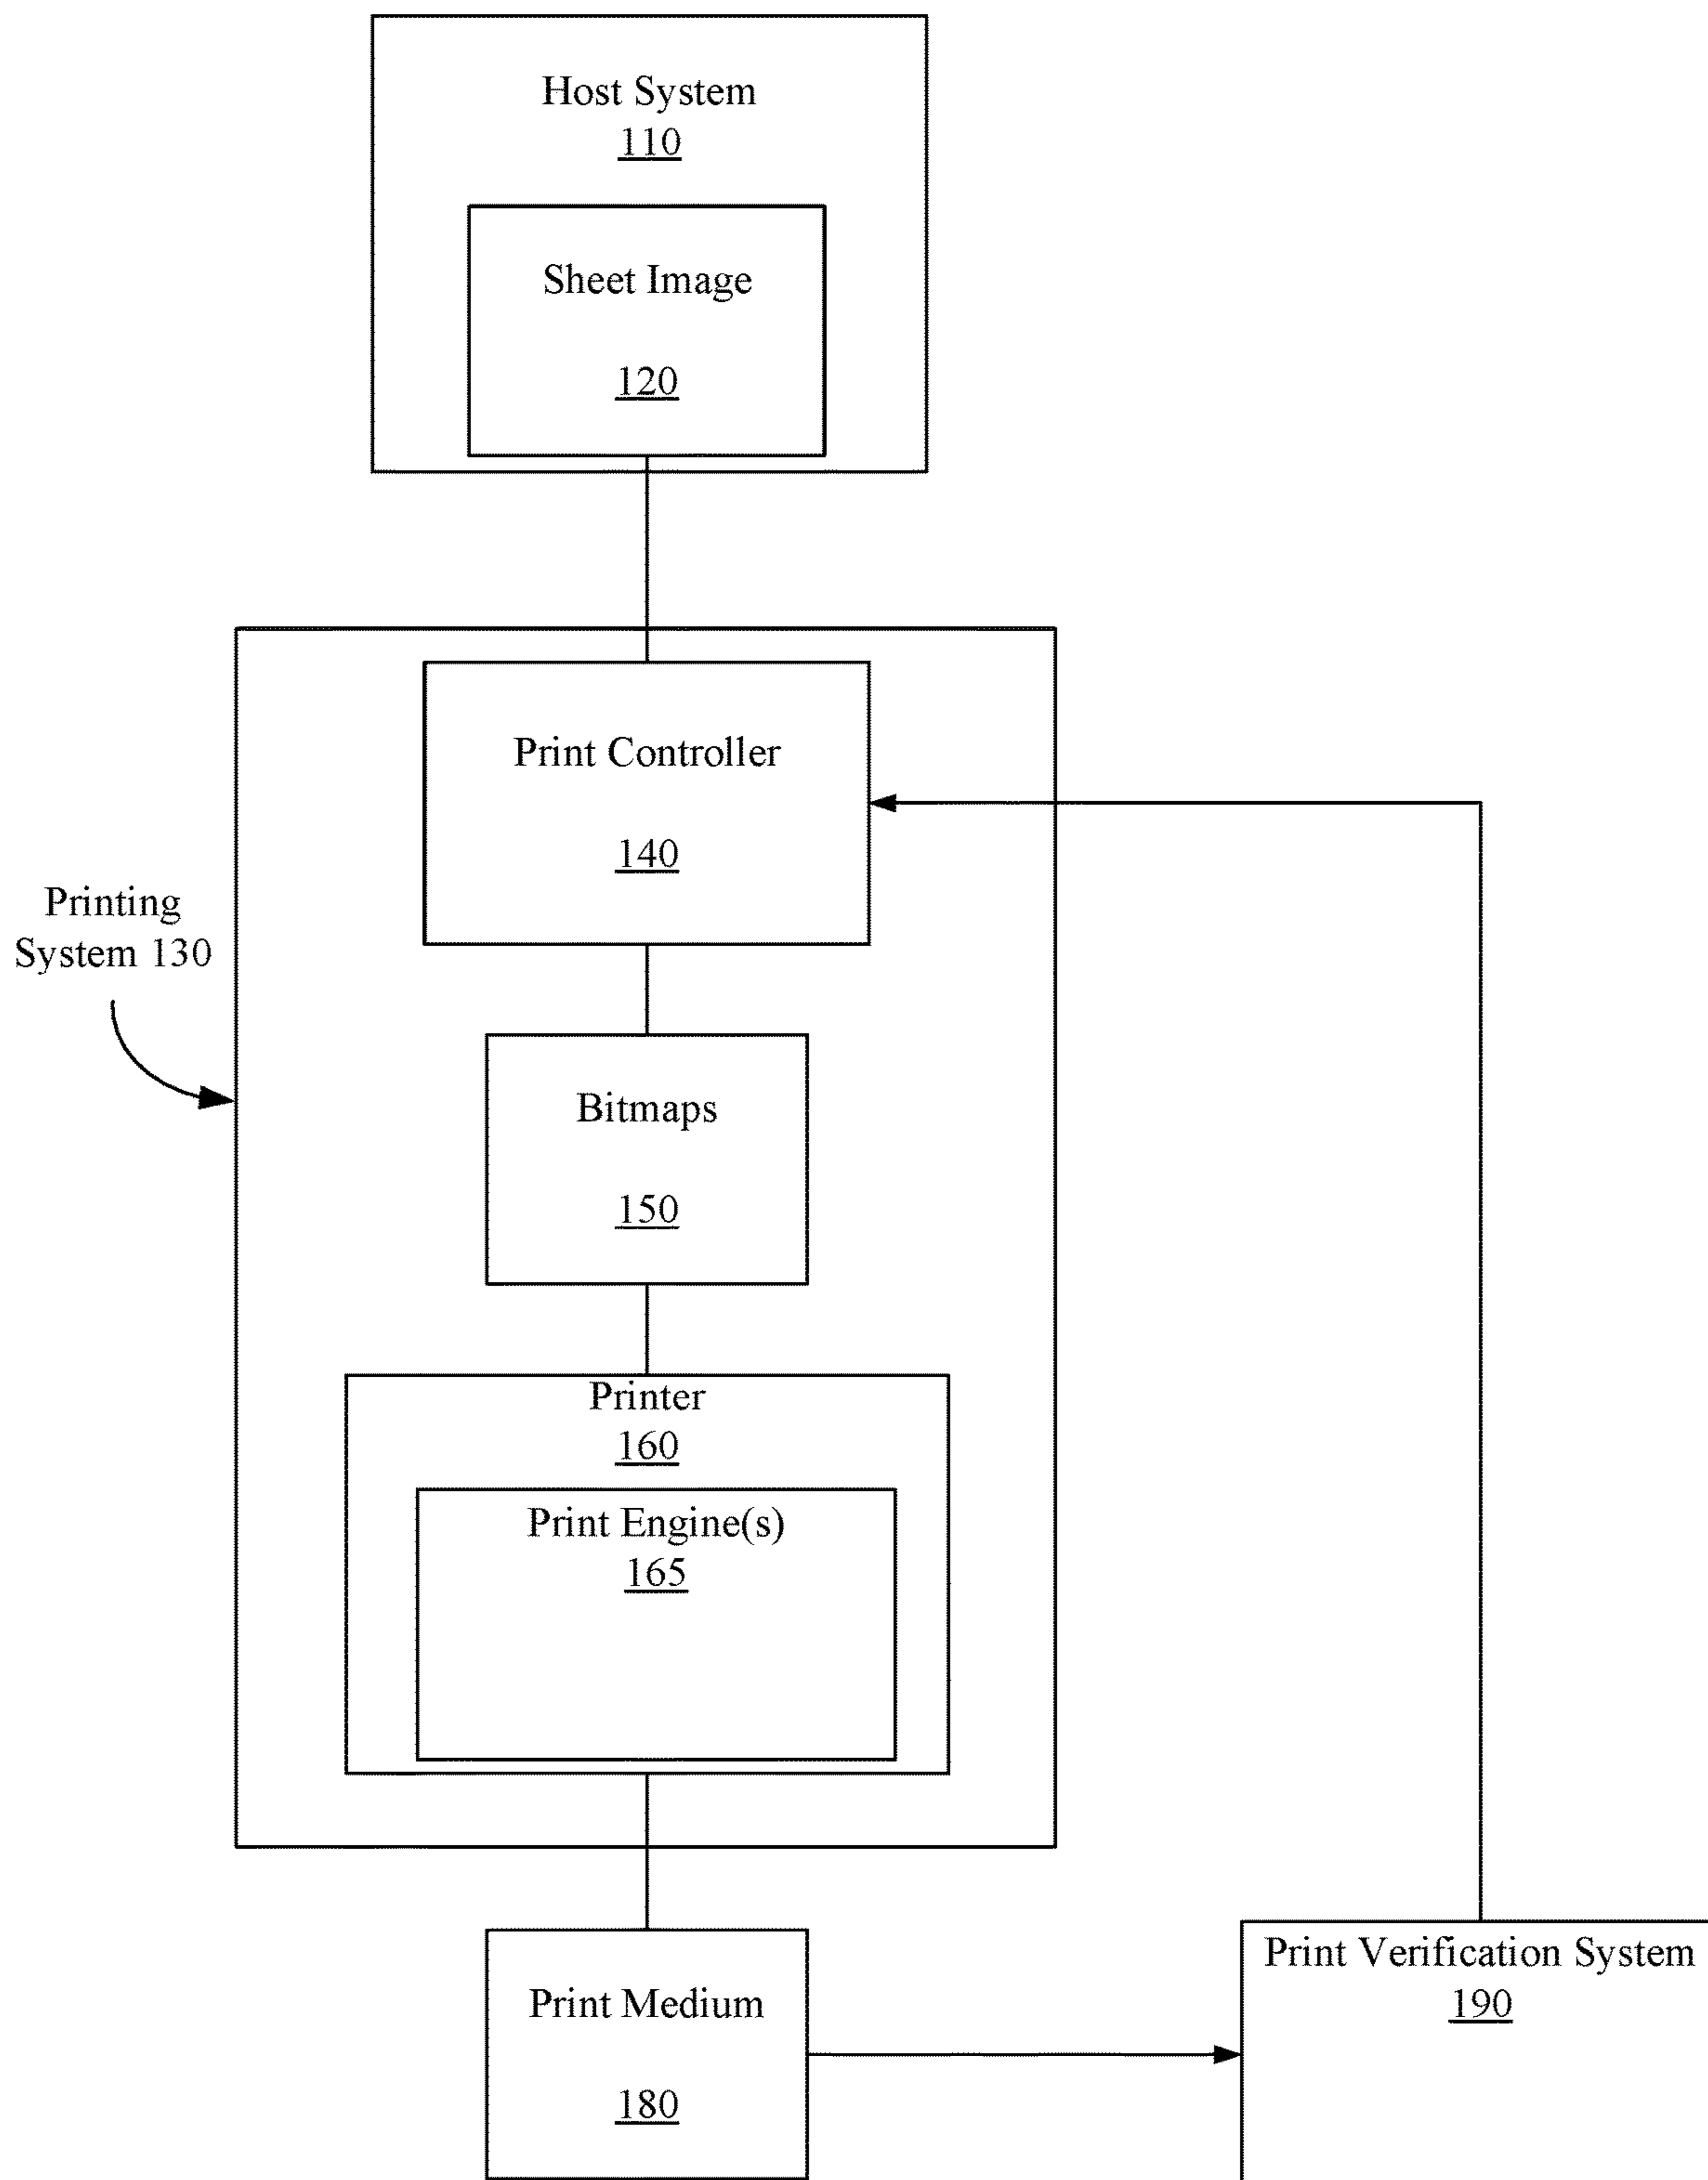 Host System
110
Sheet Image
120
Print Controller
140
Printing
System 130
Bitmaps
150
Printer
160
Print Engine(s)
165
Print Verification System
190
Print Medium
180